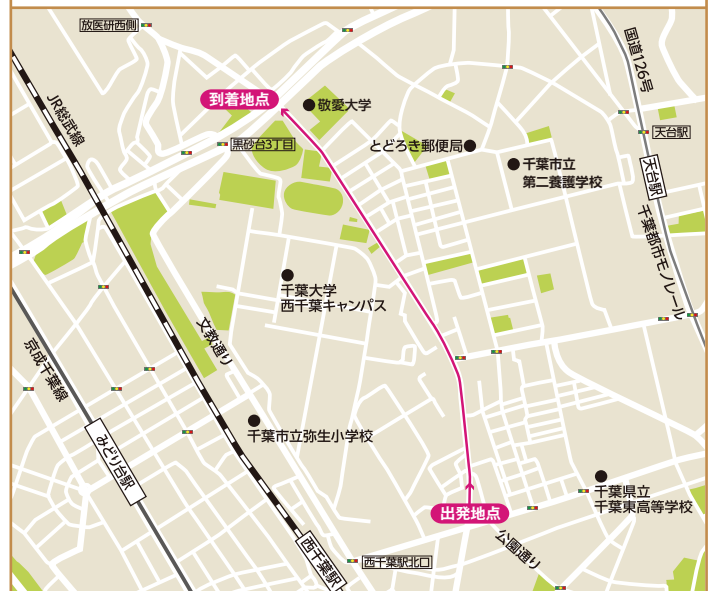 放医研西側
国道126号
JR総武線
到着地点
敬愛大学
黒砂台3丁目
とどろき郵便局
天台駅
千葉市立
第二養護学校
天台駅
千葉都市モノレール
千葉大学
西千葉キャンパス
文教通り
京成千葉線
みどり台駅
千葉市立弥生小学校
千葉県立
千葉東高等学校
出発地点
公園通り
西千葉駅
西千葉駅北口